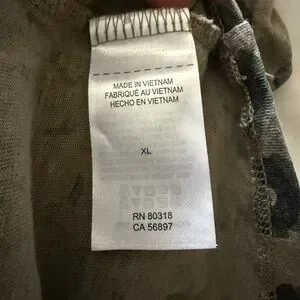 MADE IN VIETNAM
FABRIQUÉ AU VIETNAM
HECHO EN VIETNAM
XL
RN 80318
CA 56897